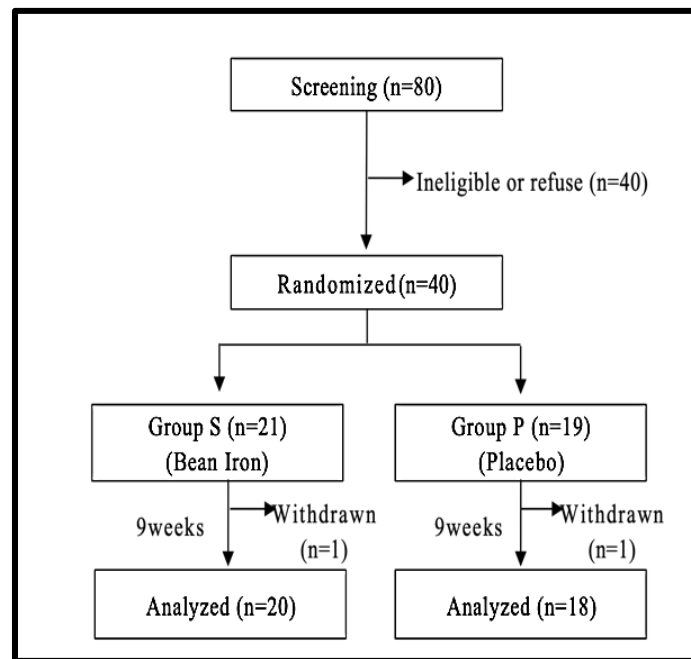 Screening (n=80)
Ineligible or refuse (n=40)
Randomized (n=40)
Group S (n=21)
(Bean Iron)
Group P (n=19)
(Placebo)
9weeks
Withdrawn
(n=1)
9weeks
Withdrawn
(n=1)
Analyzed (n=20)
Analyzed (n=18)